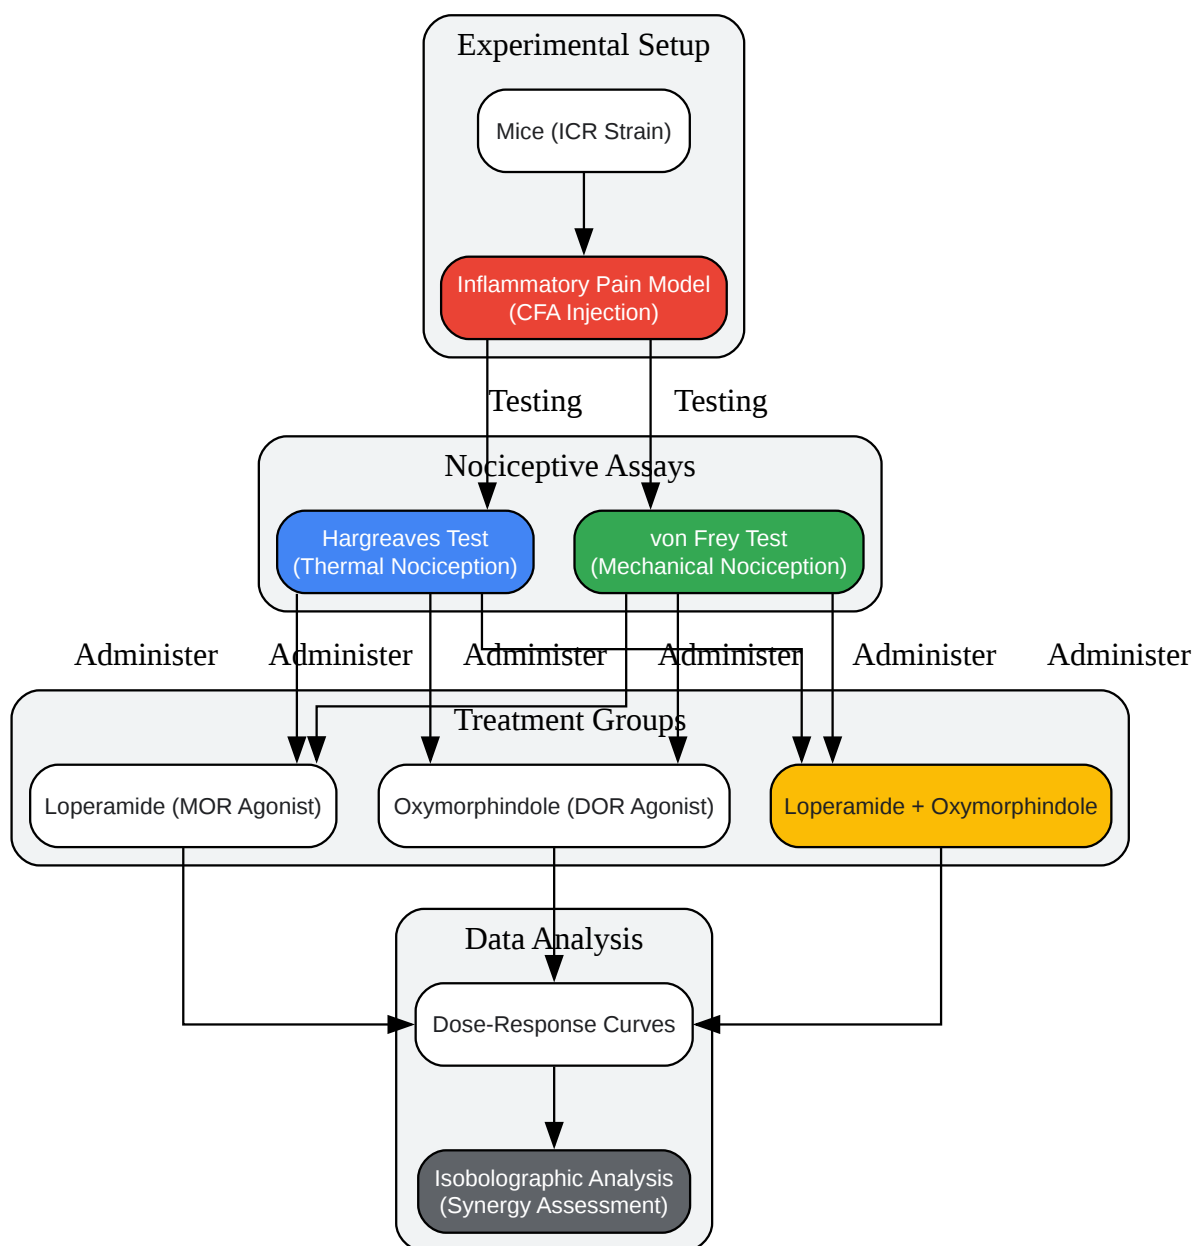 Experimental Setup
Mice (ICR Strain)
Inflammatory Pain Model
(CFA Injection)
Testing
Testing
Nociceptive Assays
Hargreaves Test
(Thermal Nociception)
von Frey Test
(Mechanical Nociception)
Administer
Administer
Administer
Administer
Administer
Administer
Treatment Groups
Loperamide (MOR Agonist)
Oxymorphindole (DOR Agonist)
Loperamide + Oxymorphindole
Data Analysis
Dose-Response Curves
Isobolographic Analysis
(Synergy Assessment)